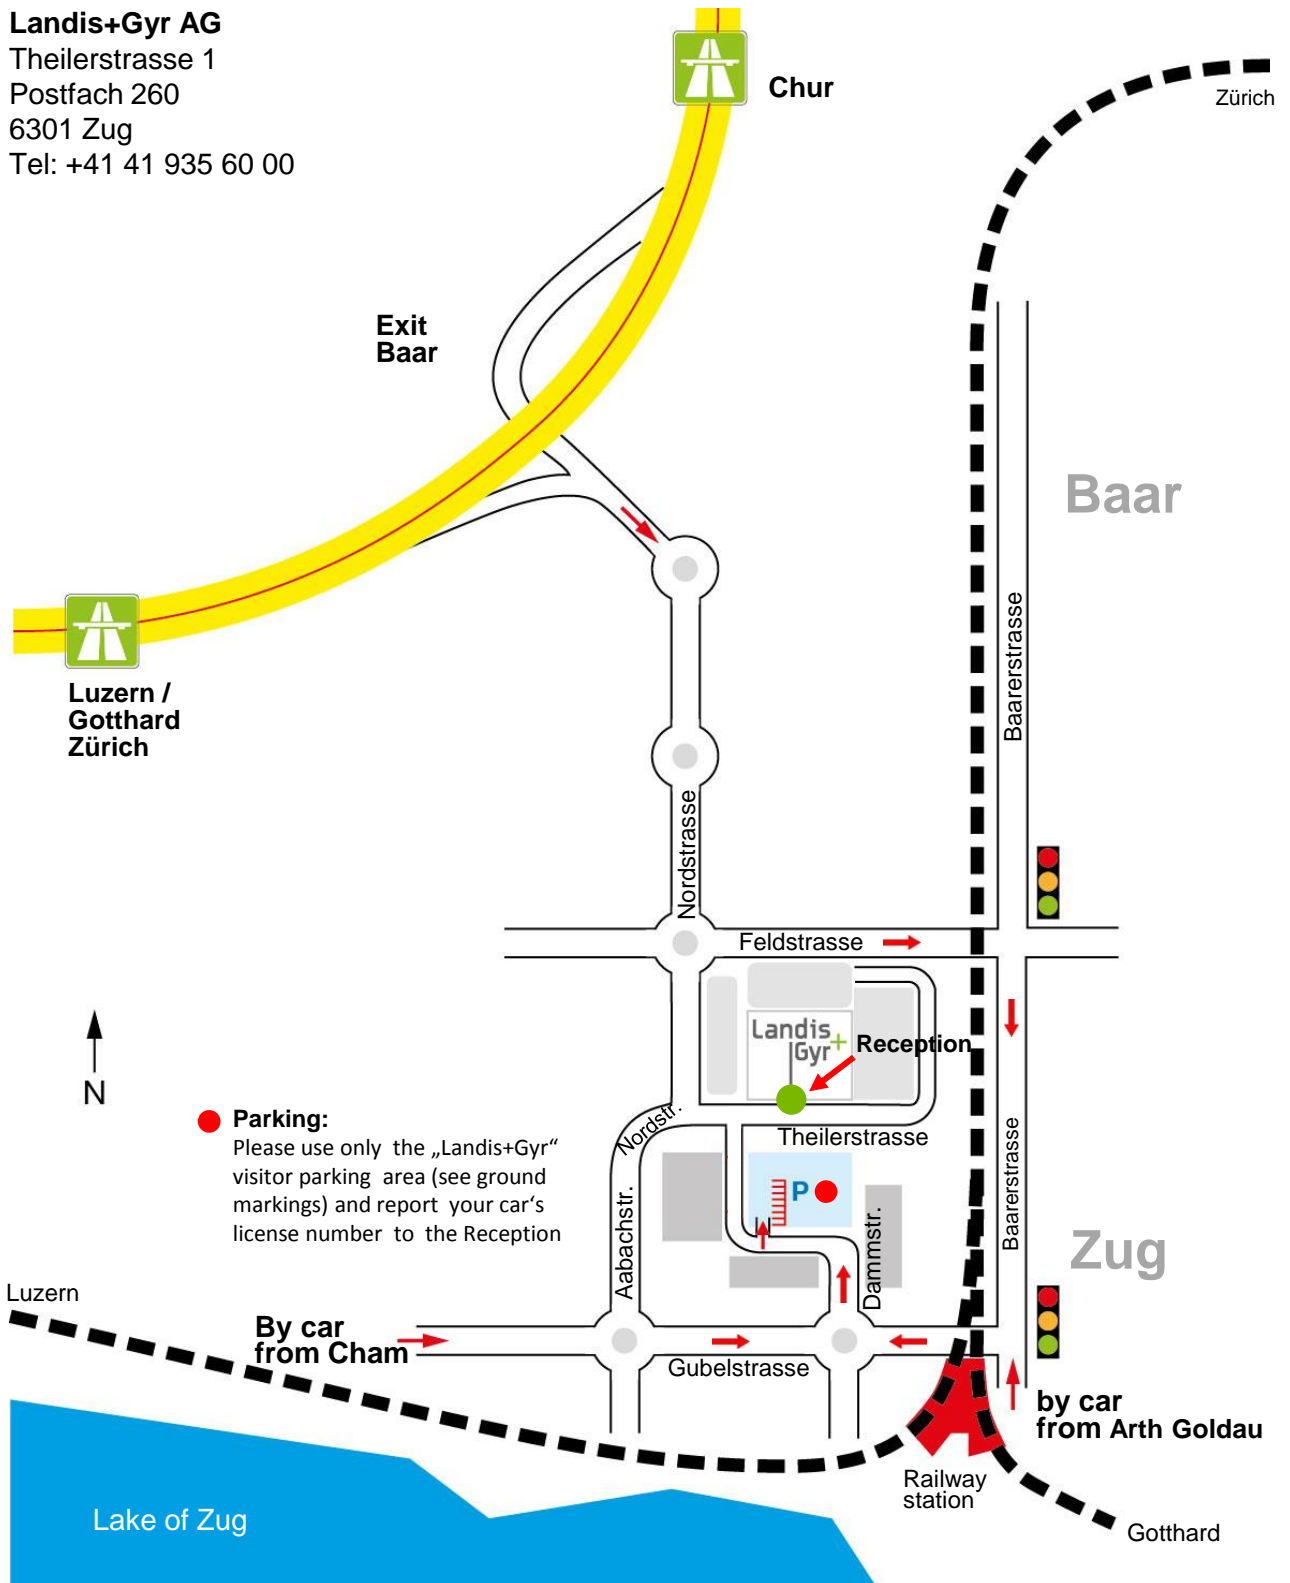 Landis+Gyr AG
Theilerstrasse 1
Postfach 260
6301 Zug
Tel: +41 41 935 60 00
Chur
Zürich
Exit
Baar
Baar
Luzern /
Gotthard
Zürich
Baarerstrasse
Nordstrasse
Feldstrasse
Landis+
Gyr
Reception
N
Parking:
Please use only the „Landis+Gyr“
visitor parking area (see ground
markings) and report your car‘s
license number to the Reception
Nordstr.
Theilerstrasse
P
Aabachstr.
Dammstr.
Baarerstrasse
Zug
Luzern
By car
from Cham
Gubelstrasse
by car
from Arth Goldau
Railway
station
Lake of Zug
Gotthard